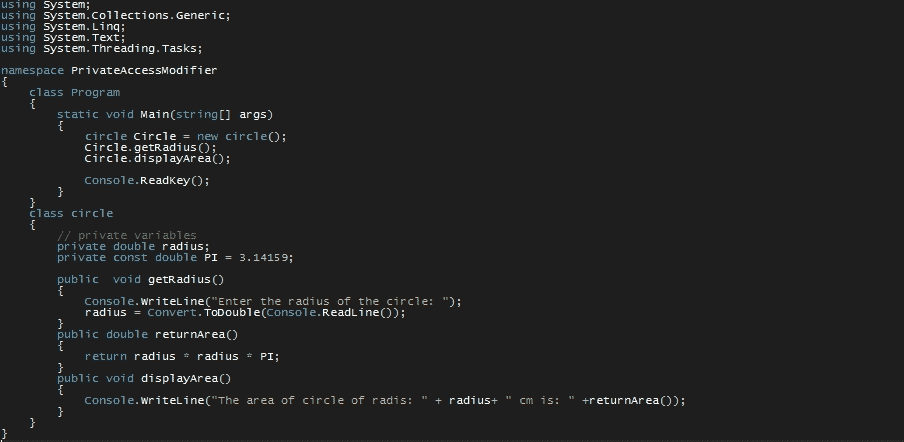 using System;
using System.Collections.Generic;
using System.Linq;
using System.Text;
using System.Threading.Tasks;

namespace PrivateAccessModifier
{
    class Program
    {
        static void Main(string[] args)
        {
            circle Circle = new circle();
            Circle.getRadius();
            Circle.displayArea();

            Console.ReadKey();
        }
    }
    class circle
    {
        // private variables
        private double radius;
        private const double PI = 3.14159;

        public  void getRadius()
        {
            Console.WriteLine("Enter the radius of the circle: ");
            radius = Convert.ToDouble(Console.ReadLine());
        }
        public double returnArea()
        {
            return radius * radius * PI;
        }
        public void displayArea()
        {
            Console.WriteLine("The area of circle of radis: " + radius+ " cm is: " +returnArea());
        }
    }
}